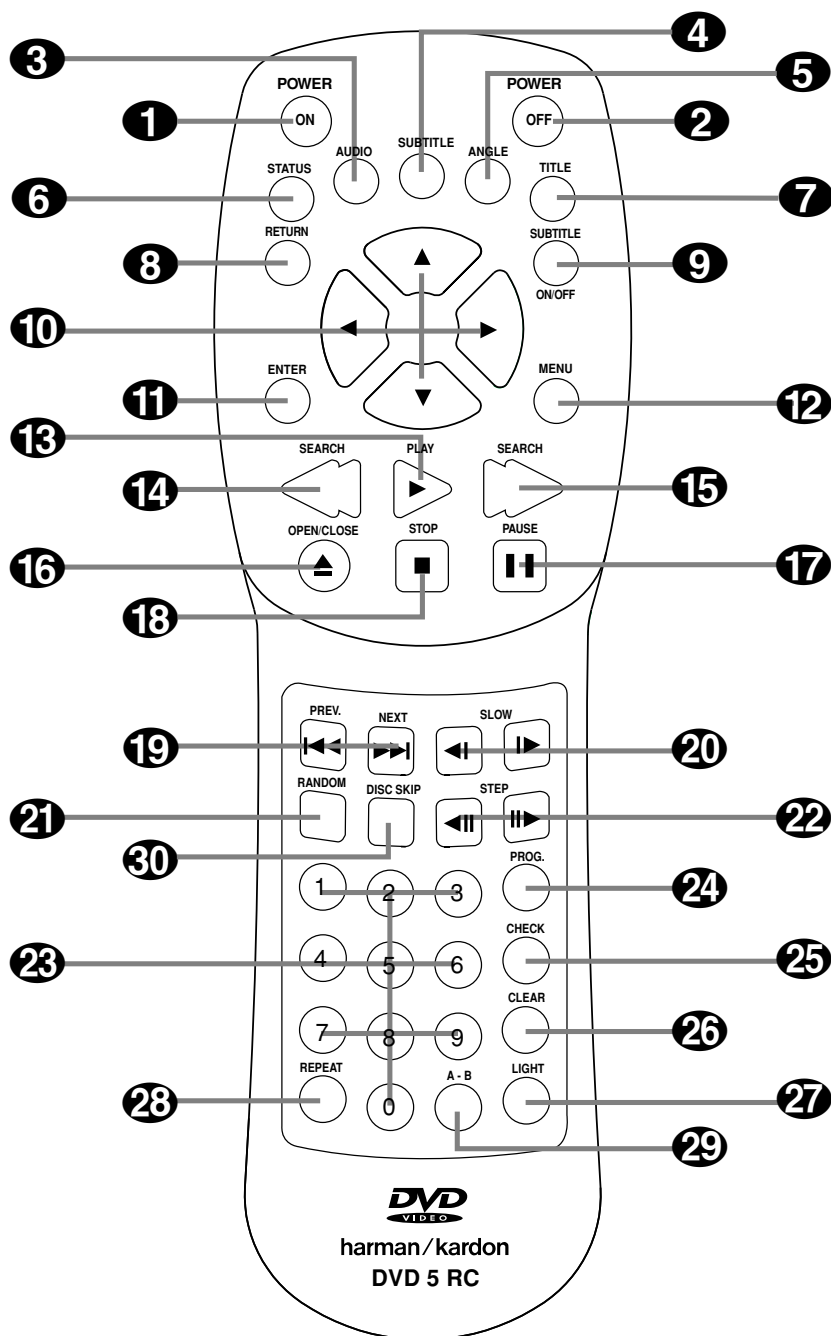 4
3
5
POWER
POWER
1
ON
OFF
2
AUDIO
SUBTITLE
ANGLE
6
STATUS
TITLE
7
8
RETURN
SUBTITLE
9
ON/OFF
10
ENTER
MENU
11
12
13
SEARCH
PLAY
SEARCH
14
15
OPEN/CLOSE
STOP
PAUSE
16
17
18
PREV.
NEXT
SLOW
19
20
RANDOM
DISC SKIP
STEP
21
22
30
PROG.
1
2
3
24
CHECK
23
4
5
6
25
CLEAR
7
8
9
26
REPEAT
A - B
LIGHT
28
0
27
29
DVD
VIDEO
harman/kardon
DVD 5 RC